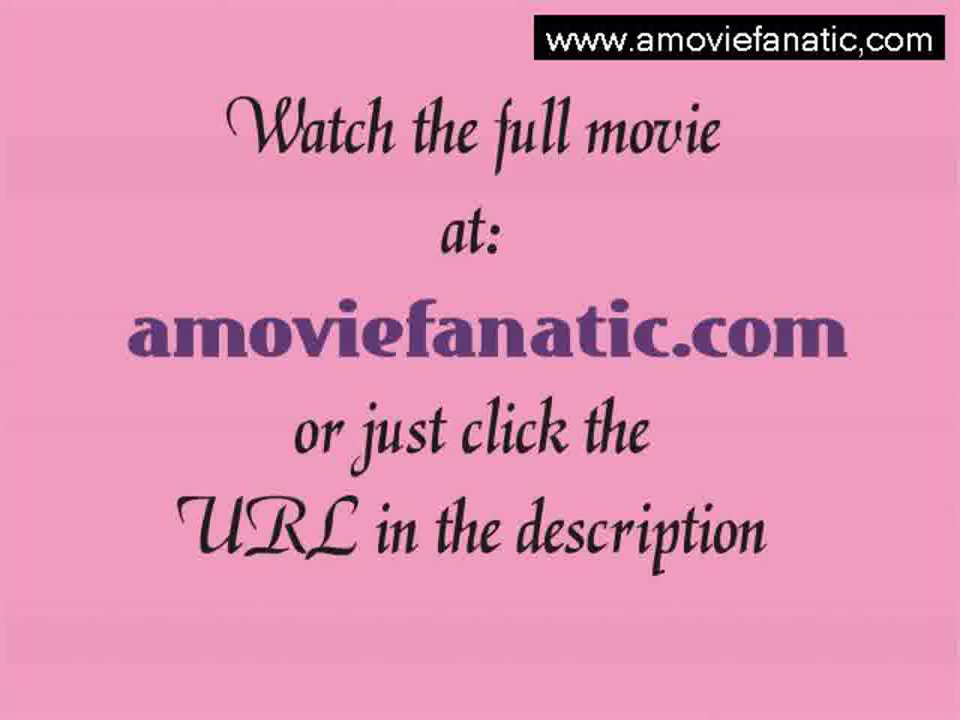 www.amoviefanatic,com
Watch the full movie
at:
amoviefanatic.com
or just click the
URL in the description